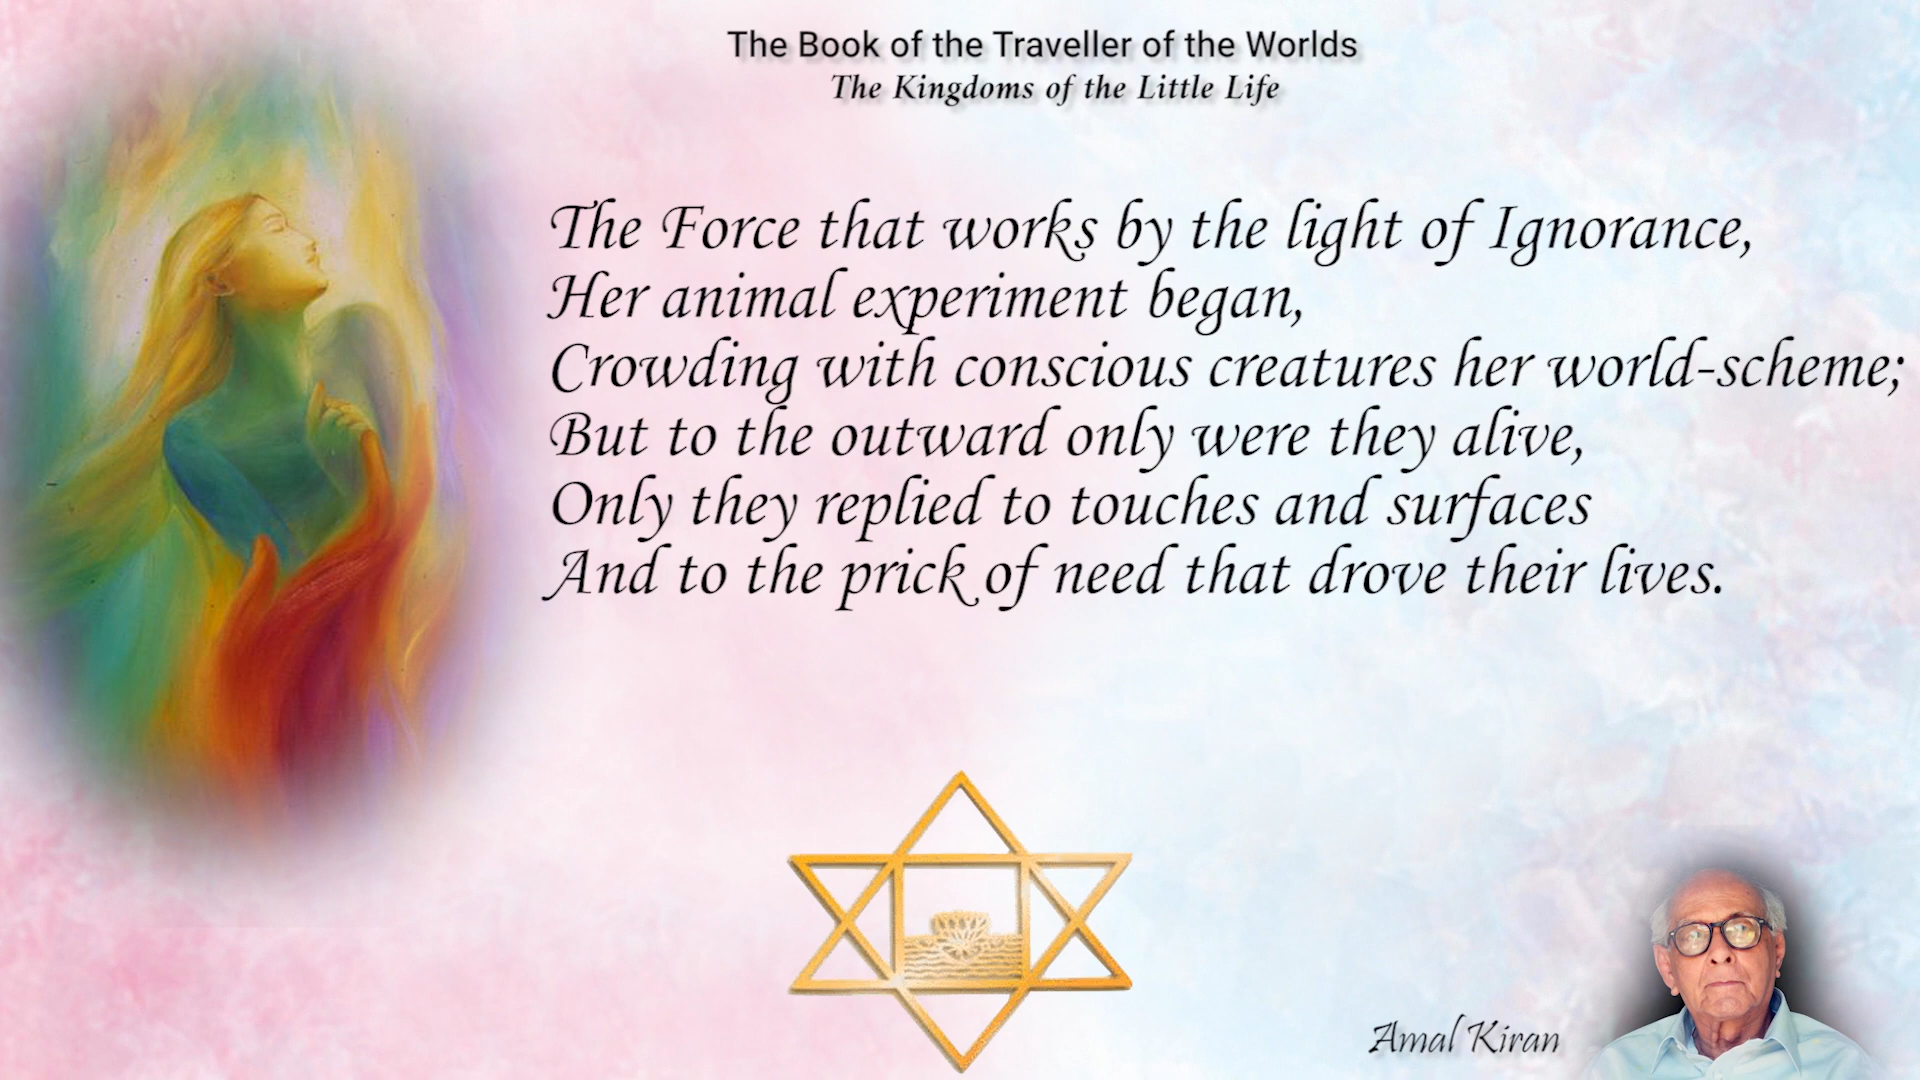 The Book of the Traveller of the Worlds
The Kingdoms of the Little Life
The Force that works by the light of Ignorance,
Her animal experiment began,
Crowding with conscious creatures her world-scheme;
But to the outward only were they alive,
Only they replied to touches and surfaces
And to the prick of need that drove their lives.
Amal Kiran